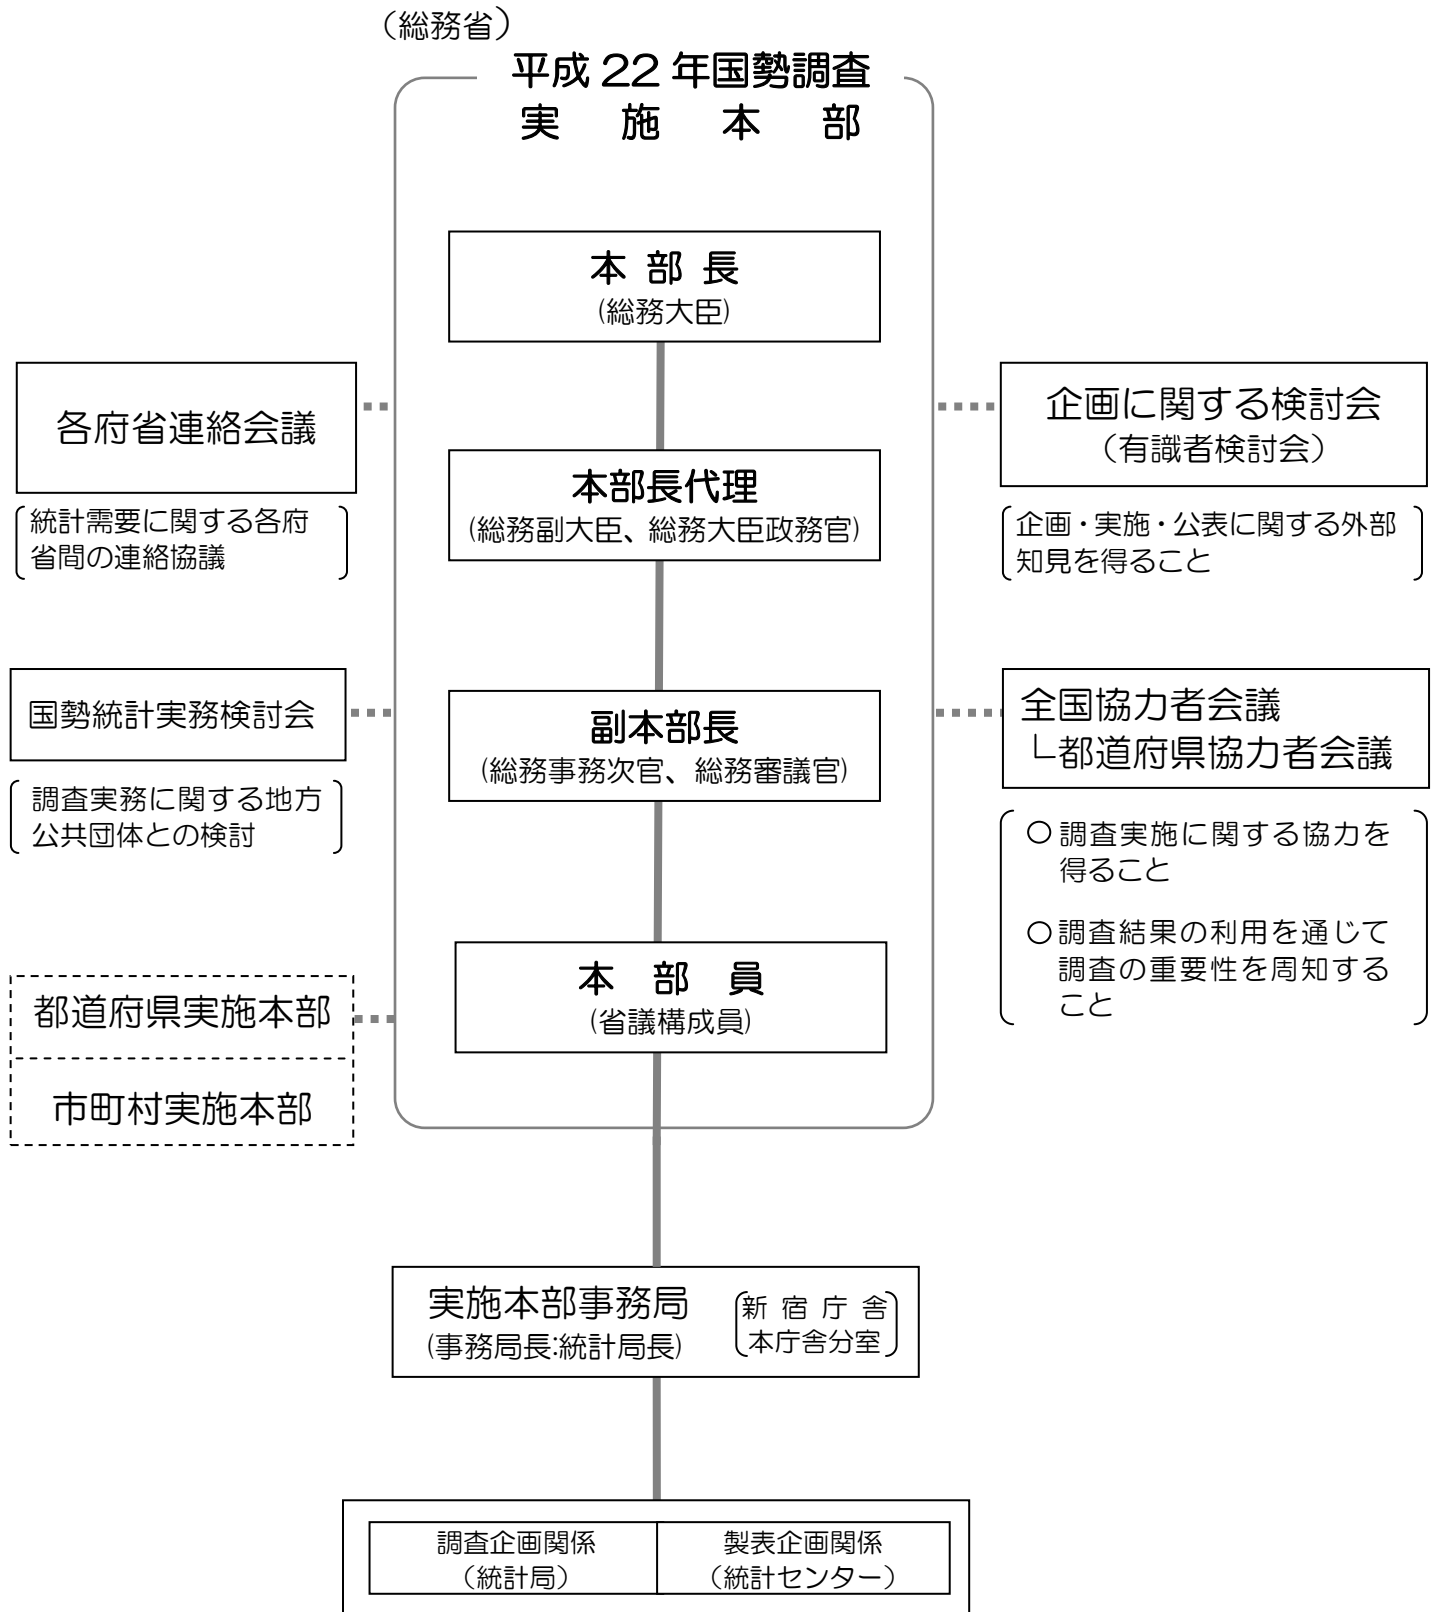 （総務省）
平成 22 年国勢調査
実施本部
本部長
(総務大臣)
各府省連絡会議
統計需要に関する各府
省間の連絡協議
企画に関する検討会
（有識者検討会）
企画・実施・公表に関する外部
知見を得ること
本部長代理
(総務副大臣、総務大臣政務官)
国勢統計実務検討会
調査実務に関する地方
公共団体との検討
副本部長
(総務事務次官、総務審議官)
全国協力者会議
└都道府県協力者会議
○ 調査実施に関する協力を
得ること
○ 調査結果の利用を通じて
調査の重要性を周知する
こと
本部員
(省議構成員)
都道府県実施本部
市町村実施本部
実施本部事務局
(事務局長:統計局長)
新宿庁舎
本庁舎分室
調査企画関係
（統計局）
製表企画関係
（統計センター）